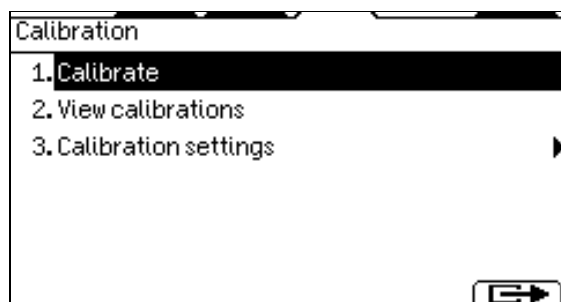 Calibration
1. Calibrate
2. View calibrations
3. Calibration settings